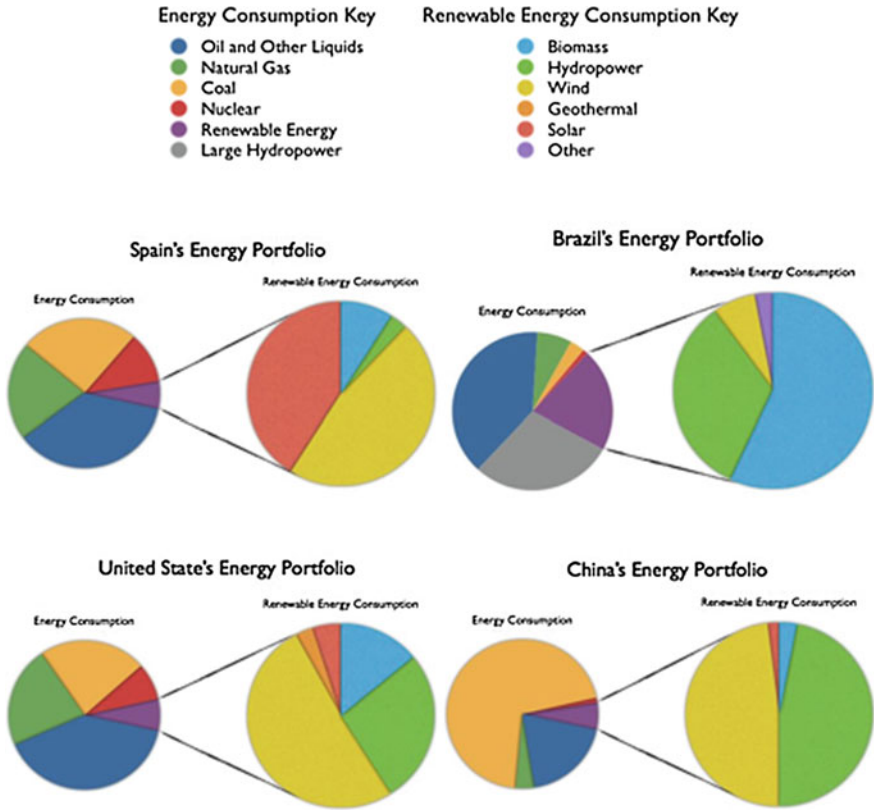 Energy Consumption Key
Oil and Other Liquids
Natural Gas
Coal
Nuclear
Renewable Energy
Large Hydropower
Renewable Energy Consumption Key
Biomass
Hydropower
Wind
Geothermal
Solar
Other
Spain's Energy Portfolio
Energy Consumption
Renewable Energy Consumption
Brazil's Energy Portfolio
Energy Consumption
Renewable Energy Consumption
United State's Energy Portfolio
Energy Consumption
Renewable Energy Consumption
China's Energy Portfolio
Energy Consumption
Renewable Energy Consumption